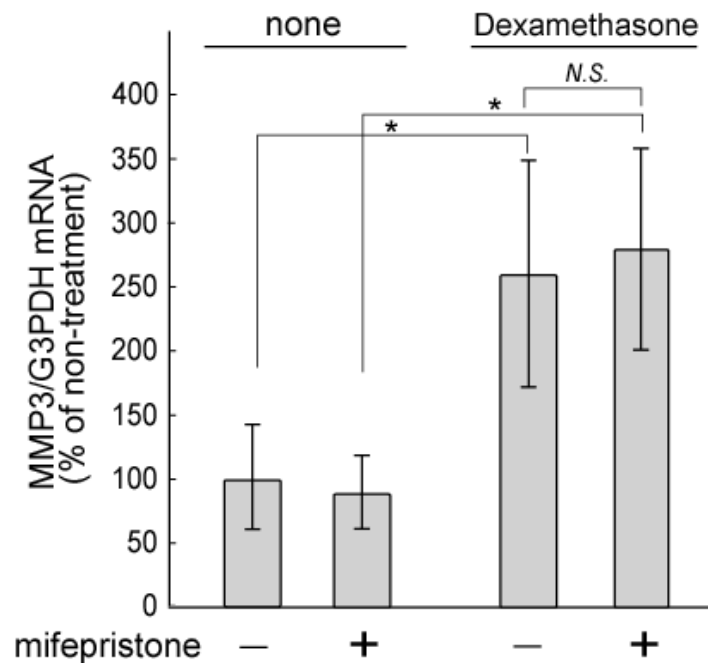 none Dexamethasone
N.S.
*
*
MMP3/G3PDH mRNA
(% of non-treatment)
400
350
300
250
200
150
100
50
0
mifepristone – + – +